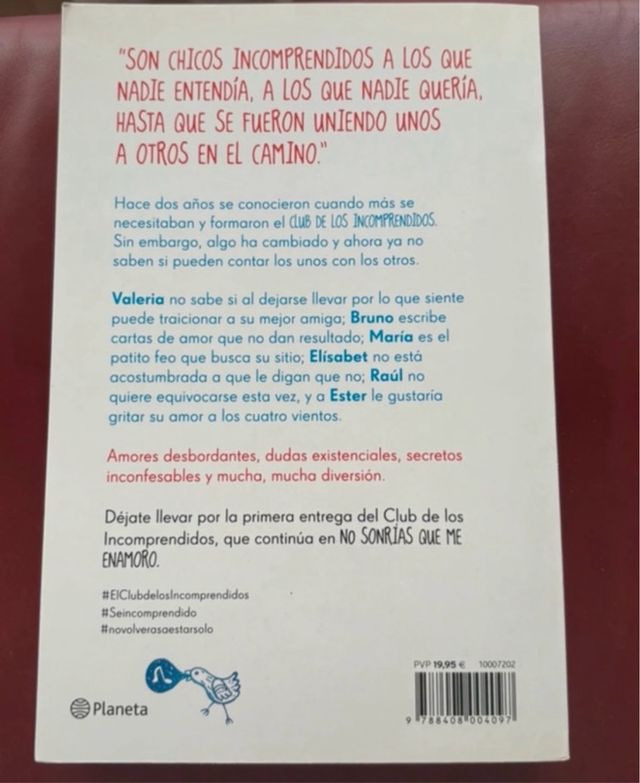 "SON CHICOS INCOMPRENDIDOS A LOS QUE
NADIE ENTENDÍA, A LOS QUE NADIE QUERÍA,
HASTA QUE SE FUERON UNIENDO UNOS
A OTROS EN EL CAMINO."
Hace dos años se conocieron cuando más se
necesitaban y formaron el CLUB DE LOS INCOMPRENDIDOS.
Sin embargo, algo ha cambiado y ahora ya no
saben si pueden contar los unos con los otros.
Valeria no sabe si al dejarse llevar por lo que siente
puede traicionar a su mejor amiga; Bruno escribe
cartas de amor que no dan resultado; María es el
patito feo que busca su sitio; Elísabet no está
acostumbrada a que le digan que no; Raúl no
quiere equivocarse esta vez, y a Ester le gustaría
gritar su amor a los cuatro vientos.
Amores desbordantes, dudas existenciales, secretos
inconfesables y mucha, mucha diversión.
Déjate llevar por la primera entrega del Club de los
Incomprendidos, que continúa en NO SONRÍAS QUE ME
ENAMORO.
#ElClubdelosIncomprendidos
#Seincomprendido
#novolverasaestarsolo
PVP 19,95 € 10007202
9 788408 004097
Planeta